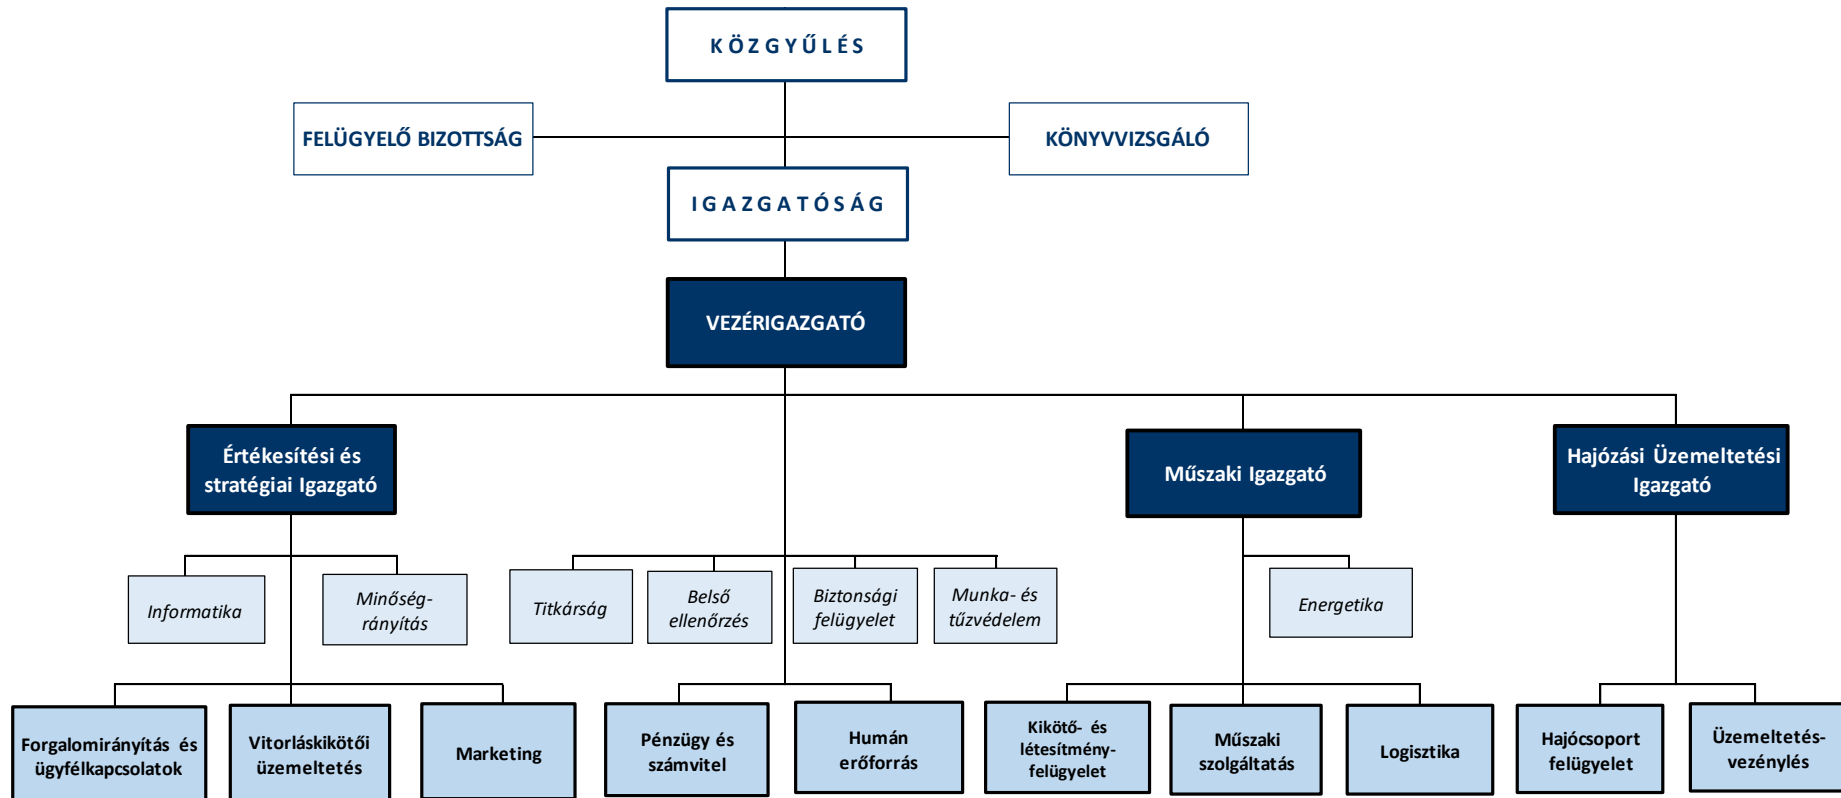 KÖZGYŰLÉS
FELÜGYELŐ BIZOTTSÁG
KÖNYVVIZSGÁLÓ
IGAZGATÓSÁG
VEZÉRIGAZGATÓ
Értékesítési és
stratégiai Igazgató
Műszaki Igazgató
Hajózási Üzemeltetési
Igazgató
Informatika
Minőség-
rányítás
Titkárság
Belső
ellenőrzés
Biztonsági
felügyelet
Munka- és
tűzvédelem
Energetika
Forgalomirányítás és
ügyfélkapcsolatok
Vitorláskikötői
üzemeltetés
Marketing
Pénzügy és
számvitel
Humán
erőforrás
Kikötő- és
létesítmény-
felügyelet
Műszaki
szolgáltatás
Logisztika
Hajócsoport
felügyelet
Üzemeltetés-
vezénylés